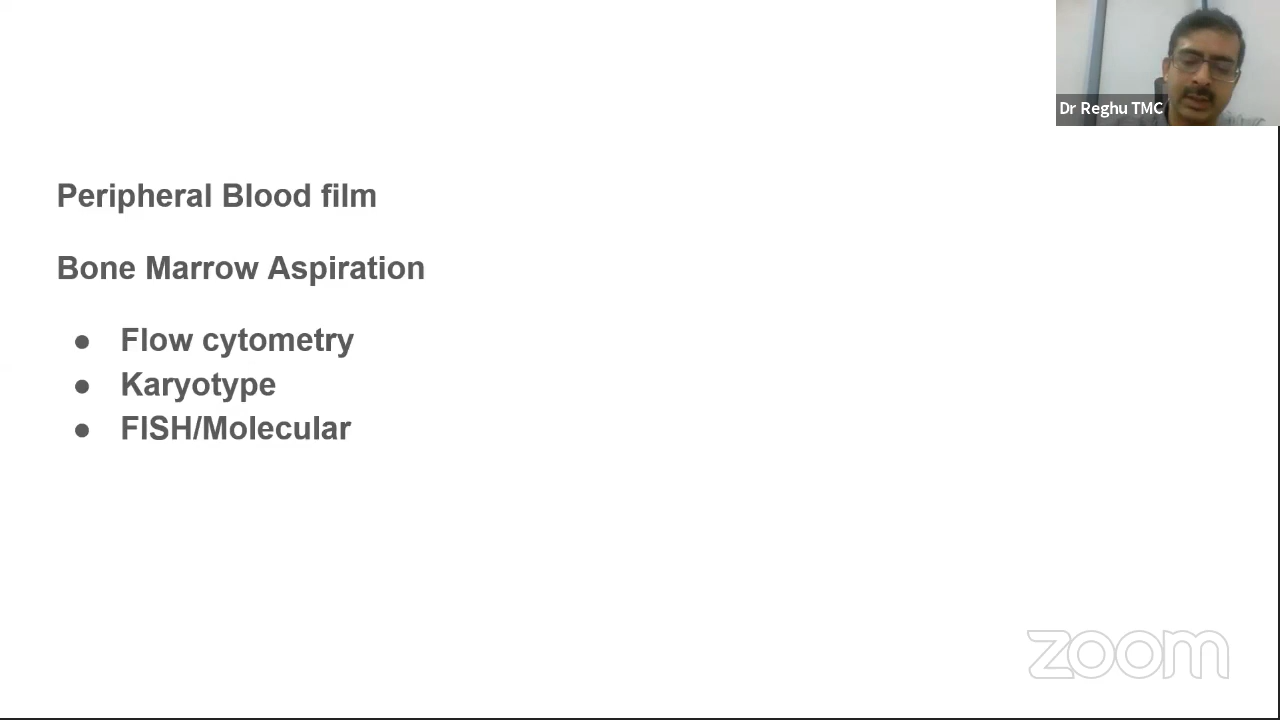 Dr Reghu TMC
Peripheral Blood film
Bone Marrow Aspiration
● Flow cytometry
● Karyotype
● FISH/Molecular
zoom